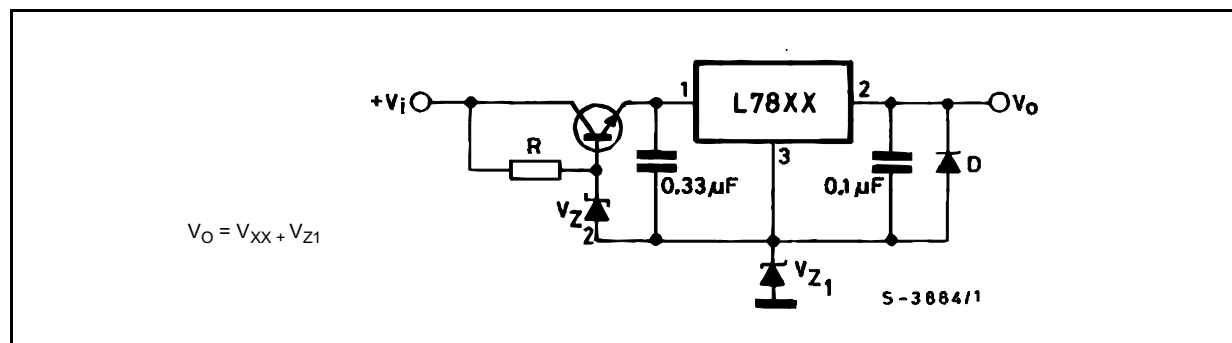 L78XX
1
2
+Vi
Vo
3
R
0,33µF
0,1µF
D
VZ2
VO = VXX + VZ1
VZ1
S-3884/1